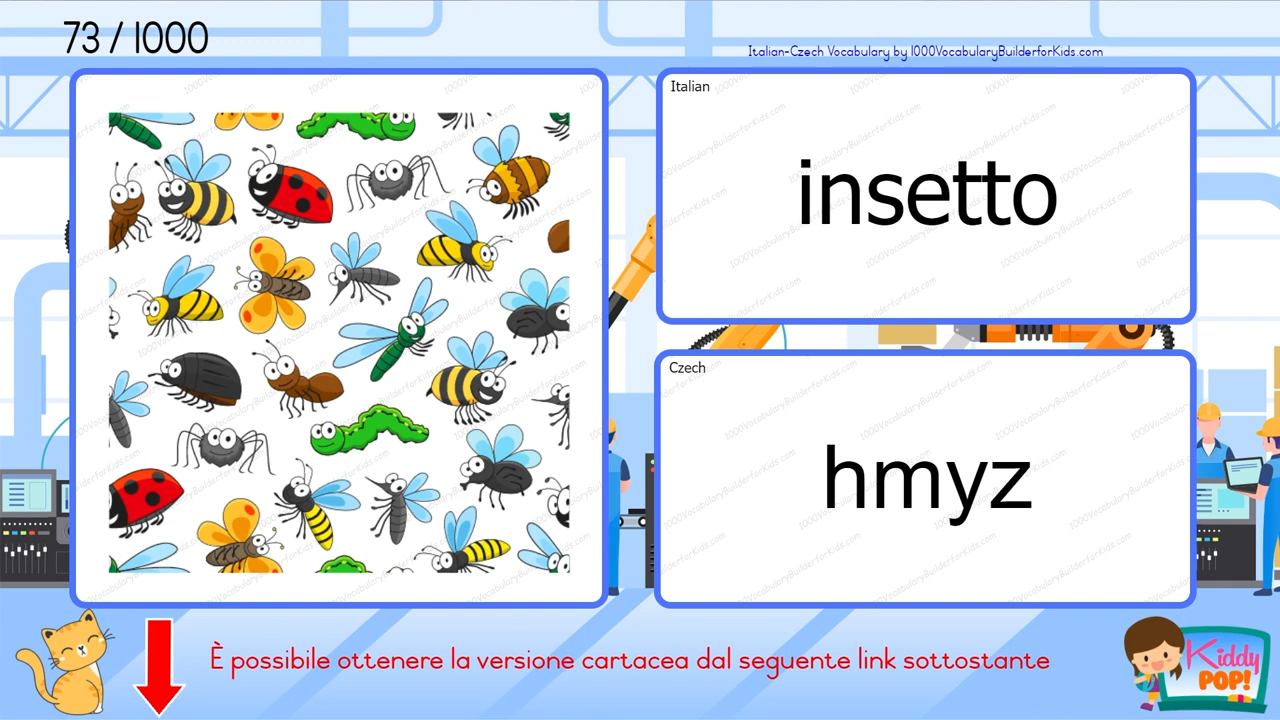 73 / 1000
Italian-Czech Vocabulary by 1000VocabularyBuilderforKids.com
Italian
insetto
Czech
hmyz
È possibile ottenere la versione cartacea dal seguente link sottostante
Kiddy
POP!